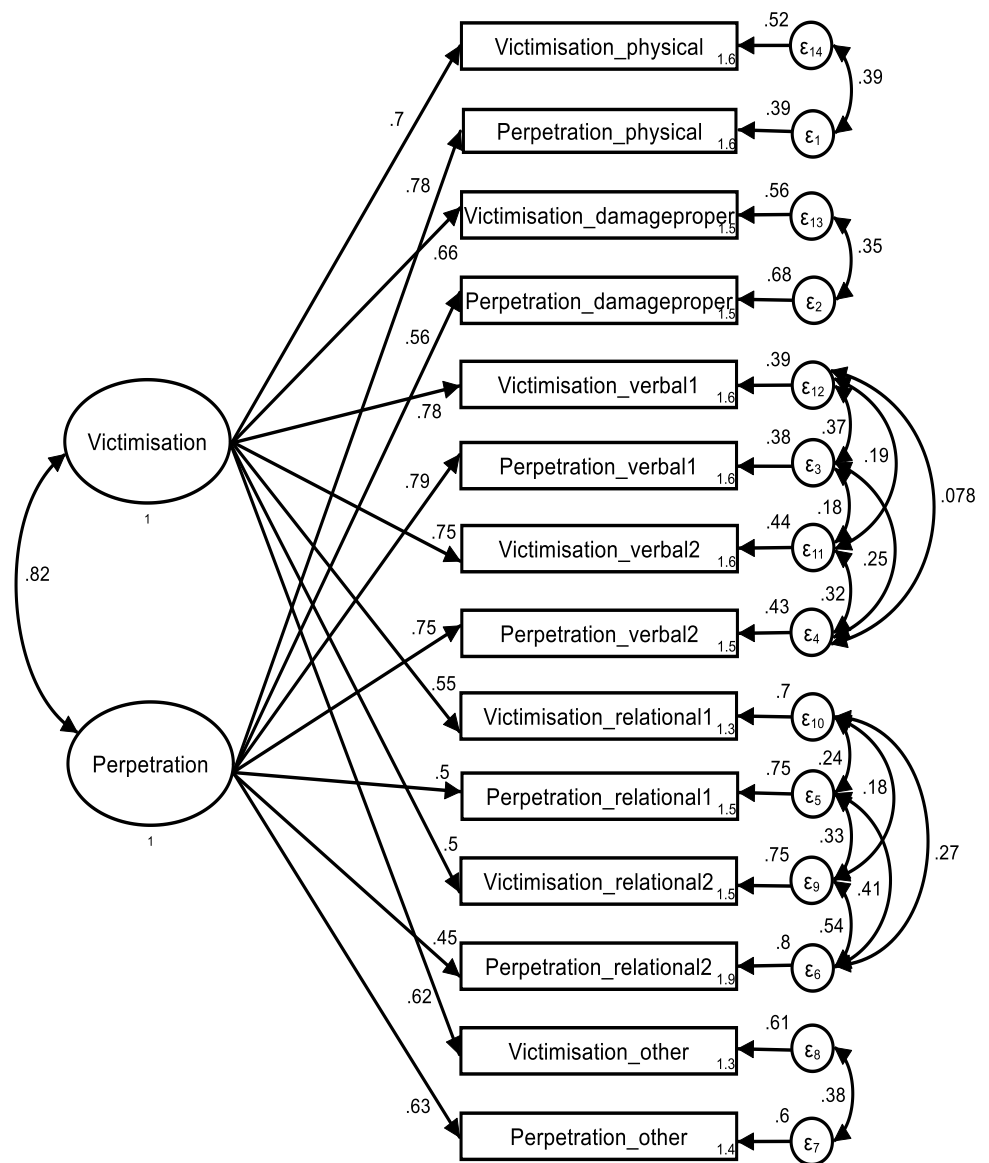 .52
Victimisation_physical
1.6
ε14
.39
.7
.39
Perpetration_physical
1.6
ε1
.78
.56
Victimisation_damageproper
1.5
ε13
.35
.66
.68
Perpetration_damageproper
1.5
ε2
.56
.39
Victimisation_verbal1
1.6
ε12
.78
.37
.19
.078
.38
Perpetration_verbal1
1.6
ε3
.79
.18
.25
Victimisation
1
.44
Victimisation_verbal2
1.6
ε11
.75
.32
.82
.43
Perpetration_verbal2
1.5
ε4
.75
.7
Victimisation_relational1
1.3
ε10
.55
.24
.18
.27
Perpetration
1
.75
Perpetration_relational1
1.5
ε5
.5
.33
.41
.75
Victimisation_relational2
1.5
ε9
.5
.54
.8
Perpetration_relational2
1.9
ε6
.45
.61
Victimisation_other
1.3
ε8
.62
.38
.6
Perpetration_other
1.4
ε7
.63